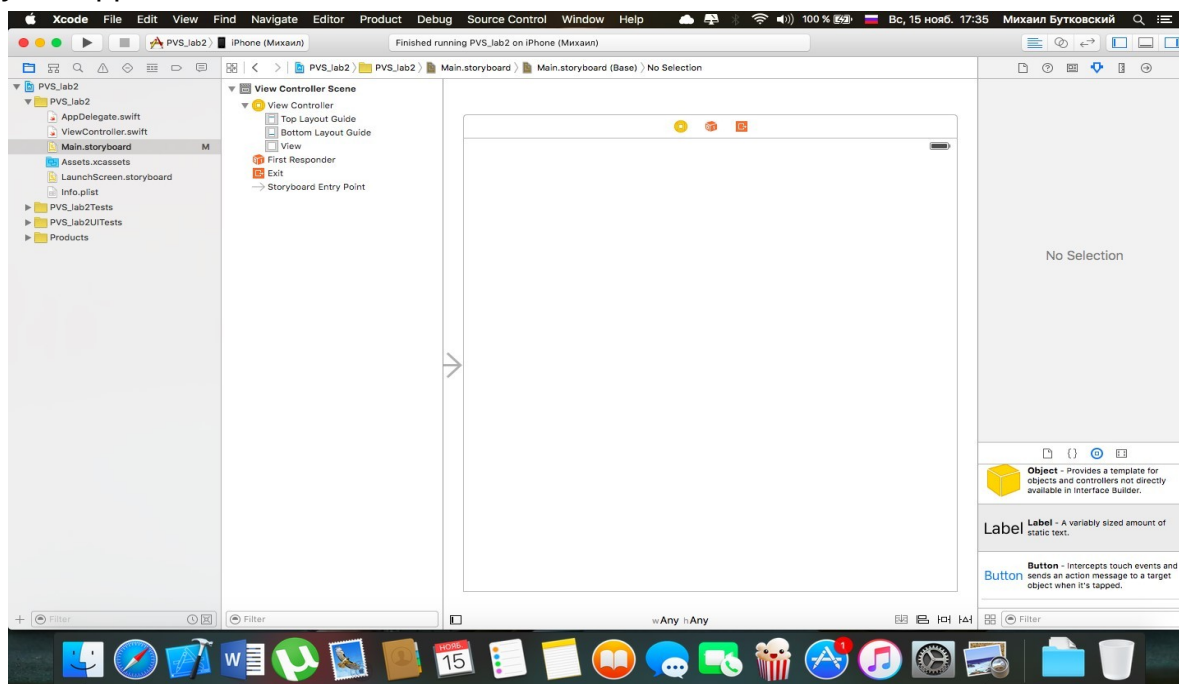 Xcode File Edit View Find Navigate Editor Product Debug Source Control Window Help 100 % Вс, 15 нояб. 17:35 Михаил Бутковский
PVS_lab2 iPhone (Михаил) Finished running PVS_lab2 on iPhone (Михаил)
PVS_lab2 PVS_lab2 Main.storyboard Main.storyboard (Base) No Selection
PVS_lab2
PVS_lab2
AppDelegate.swift
ViewController.swift
Main.storyboard M
Assets.xcassets
LaunchScreen.storyboard
Info.plist
PVS_lab2Tests
PVS_lab2UITests
Products
View Controller Scene
View Controller
Top Layout Guide
Bottom Layout Guide
View
First Responder
Exit
Storyboard Entry Point
No Selection
Object - Provides a template for
objects and controllers not directly
available in Interface Builder.
Label Label - A variably sized amount of
static text.
Button Button - Intercepts touch events and
sends an action message to a target
object when it's tapped.
Filter
Filter
wAny hAny
Filter
W
НОЯБ.
15
1